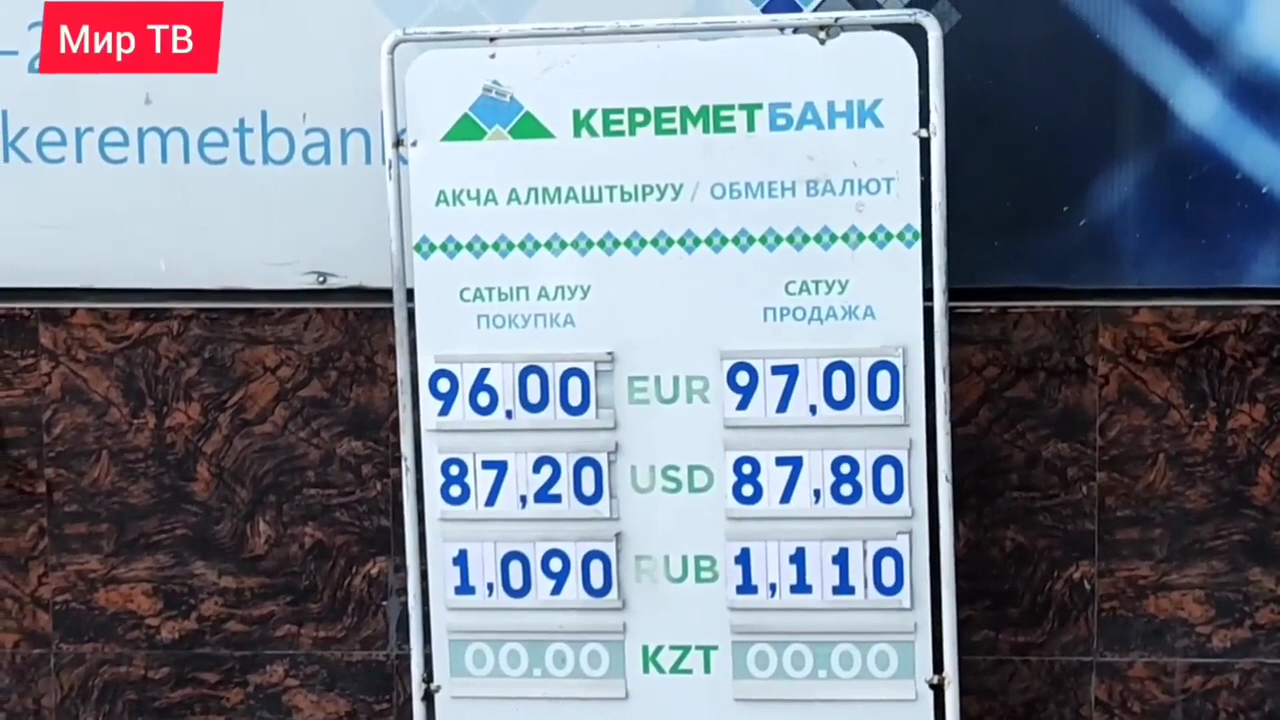 Мир ТВ
keremetban
КЕРЕМЕТБАНК
АКЧА АЛМАШТЫРУУ / ОБМЕН ВАЛЮТ
САТЫП АЛУУ
ПОКУПКА
САТУУ
ПРОДАЖА
96,00 EUR 97,00
87,20 USD 87,80
1,090 RUB 1,110
00.00 KZT 00.00